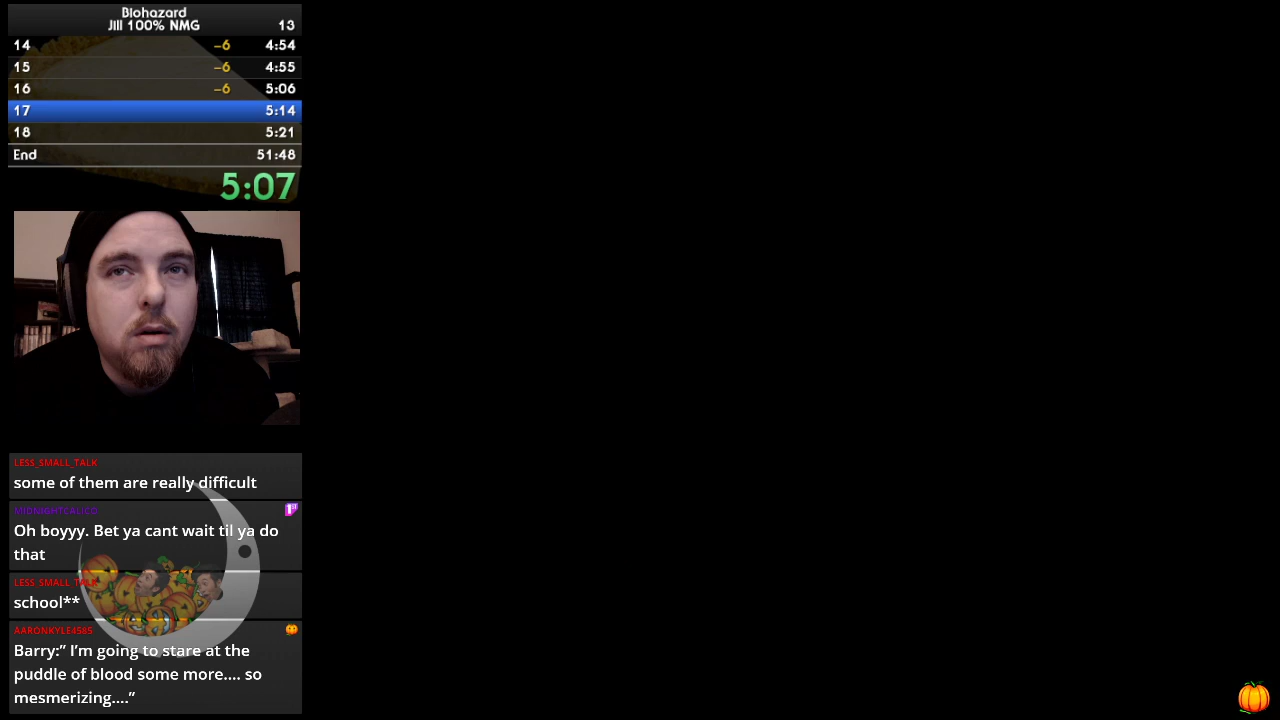 Biohazard
Jill 100% NMG 13
14 -6 4:54
15 -6 4:55
16 -6 5:06
17 5:14
18 5:21
End 51:48
5:07
LESS_SMALL_TALK
some of them are really difficult
MIDNIGHTCALICO
Oh boyyy. Bet ya cant wait til ya do
that
LESS_SMALL_TALK
school**
AARONKYLE4585
Barry:” I’m going to stare at the
puddle of blood some more.... so
mesmerizing....”